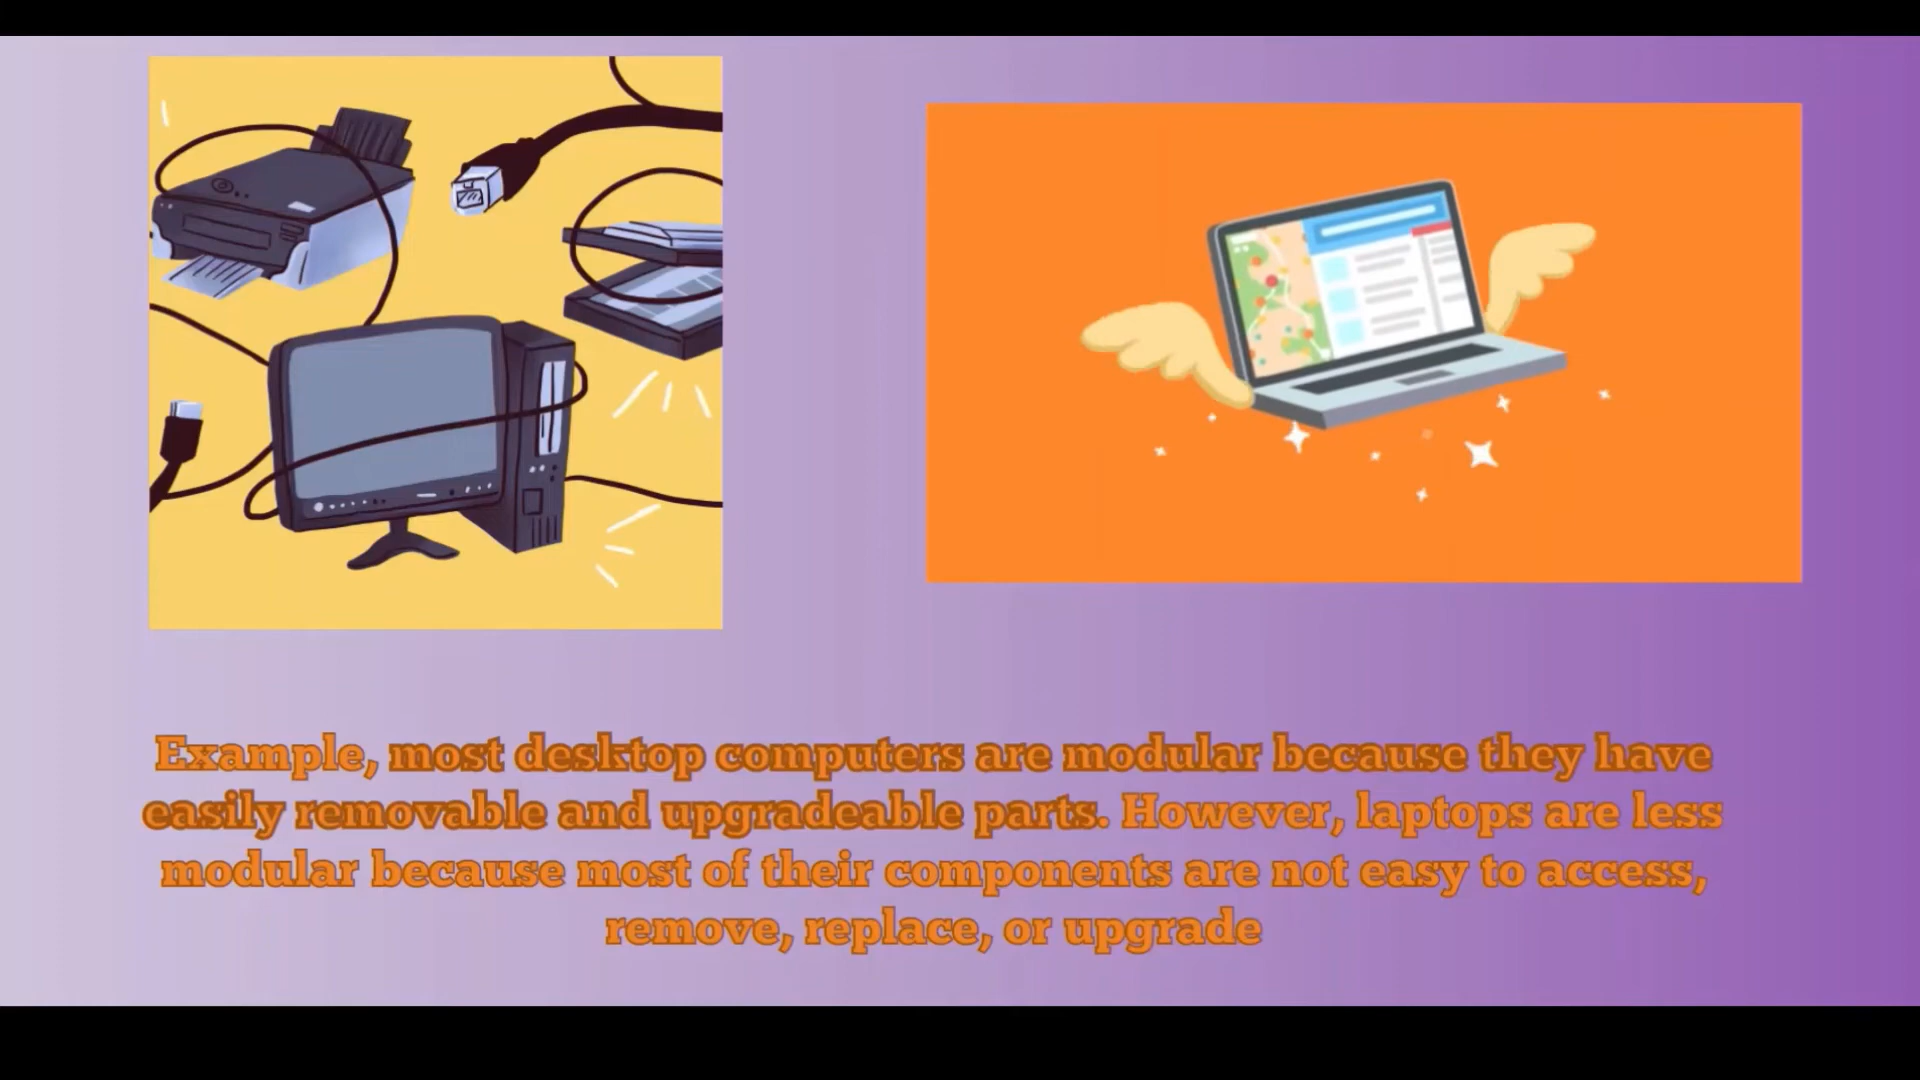 Example, most desktop computers are modular because they have
easily removable and upgradeable parts. However, laptops are less
modular because most of their components are not easy to access,
remove, replace, or upgrade